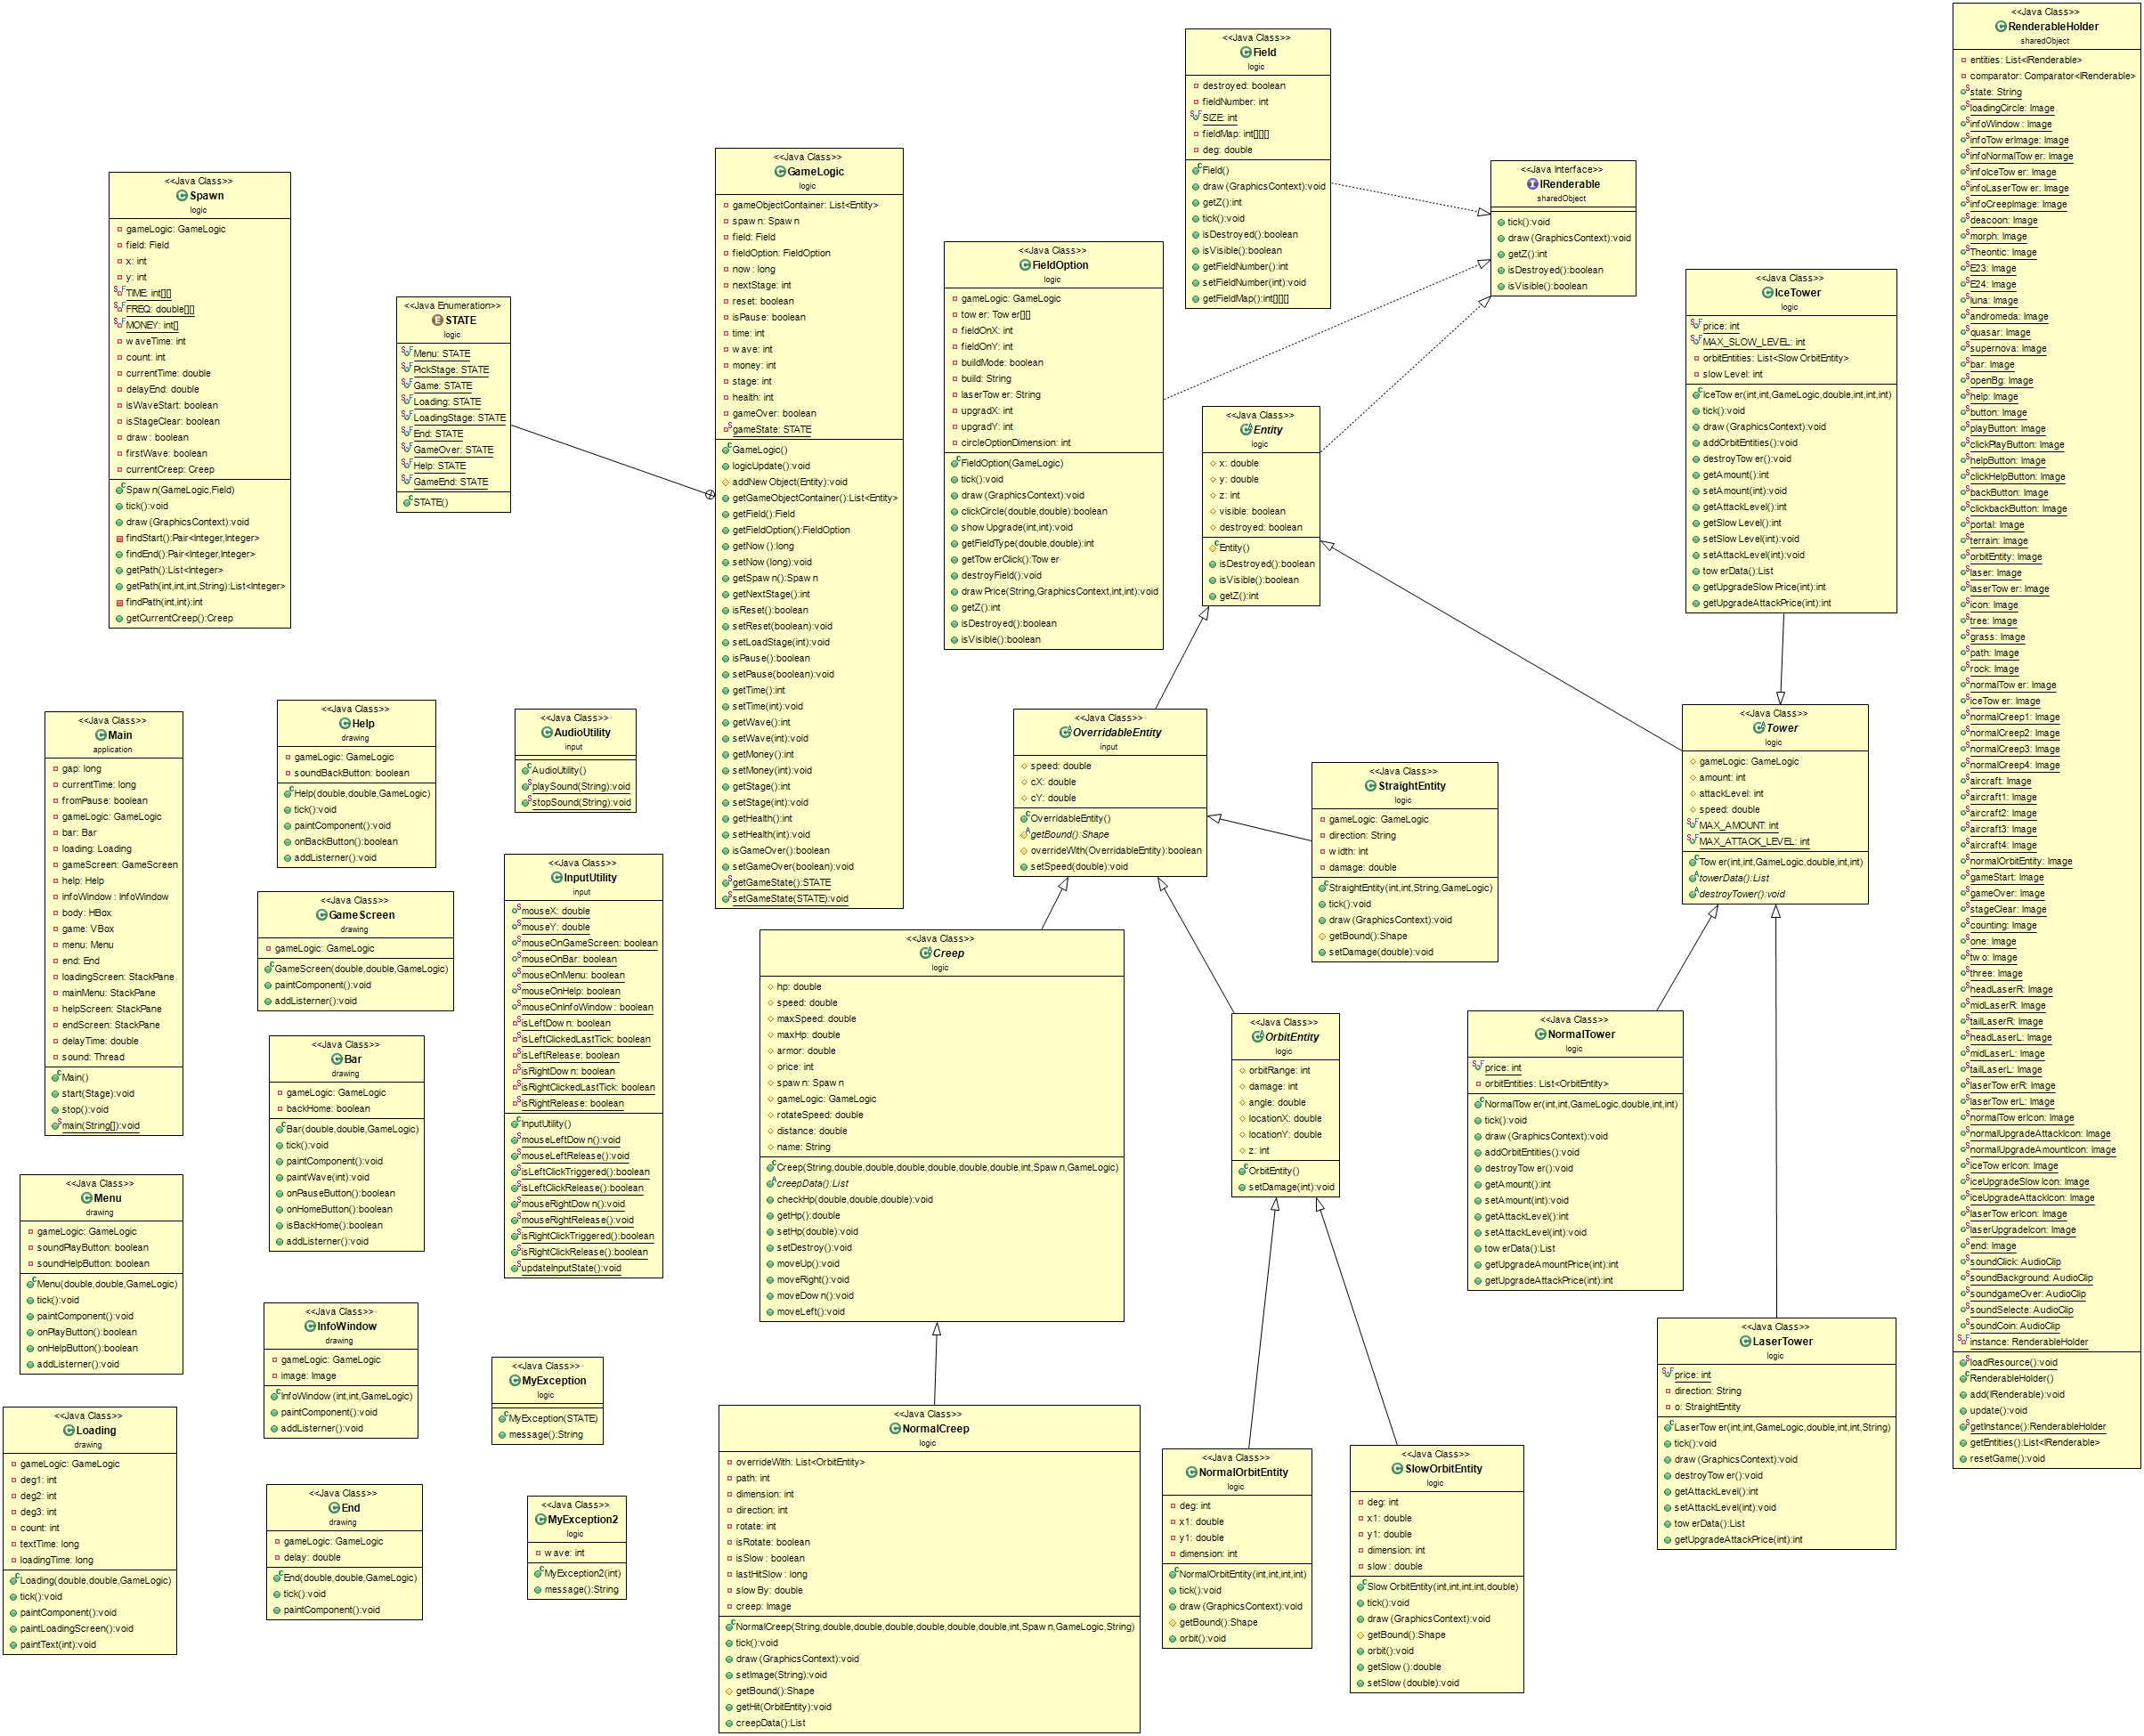 <<Java Class>>
Spawn
logic
gameLogic: GameLogic
field: Field
x: int
y: int
TIME: int[][]
FREQ: double[][]
MONEY: int[]
waveTime: int
count: int
currentTime: double
delayEnd: double
isWaveStart: boolean
isStageClear: boolean
draw: boolean
firstWave: boolean
currentCreep: Creep
Spawn(GameLogic,Field)
tick():void
draw(GraphicsContext):void
findStart():Pair<Integer,Integer>
findEnd():Pair<Integer,Integer>
getPath():List<Integer>
getPath(int,int,int,String):List<Integer>
findPath(int,int):int
getCurrentCreep():Creep
<<Java Enumeration>>
STATE
logic
Menu: STATE
PickStage: STATE
Game: STATE
Loading: STATE
LoadingStage: STATE
End: STATE
GameOver: STATE
Help: STATE
GameEnd: STATE
STATE()
<<Java Class>>
GameLogic
logic
gameObjectContainer: List<Entity>
spawn: Spawn
field: Field
fieldOption: FieldOption
now: long
nextStage: int
reset: boolean
isPause: boolean
time: int
wave: int
money: int
stage: int
health: int
gameOver: boolean
gameState: STATE
GameLogic()
logicUpdate():void
addNewObject(Entity):void
getGameObjectContainer():List<Entity>
getField():Field
getFieldOption():FieldOption
getNow():long
setNow(long):void
getSpawn():Spawn
getNextStage():int
isReset():boolean
setReset(boolean):void
setLoadStage(int):void
isPause():boolean
setPause(boolean):void
getTime():int
setTime(int):void
getWave():int
setWave(int):void
getMoney():int
setMoney(int):void
getStage():int
setStage(int):void
getHealth():int
setHealth(int):void
isGameOver():boolean
setGameOver(boolean):void
getGameState():STATE
setGameState(STATE):void
<<Java Class>>
FieldOption
logic
gameLogic: GameLogic
tower: Tower[][]
fieldOnX: int
fieldOnY: int
buildMode: boolean
build: String
laserTower: String
upgradX: int
upgradY: int
circleOptionDimension: int
FieldOption(GameLogic)
tick():void
draw(GraphicsContext):void
clickCircle(double,double):boolean
showUpgrade(int,int):void
getFieldType(double,double):int
getTowerClick():Tower
destroyField():void
drawPrice(String,GraphicsContext,int,int):void
getZ():int
isDestroyed():boolean
isVisible():boolean
<<Java Class>>
Field
logic
destroyed: boolean
fieldNumber: int
SIZE: int
fieldMap: int[][][]
deg: double
Field()
draw(GraphicsContext):void
getZ():int
tick():void
isDestroyed():boolean
isVisible():boolean
getFieldNumber():int
setFieldNumber(int):void
getFieldMap():int[][][]
<<Java Interface>>
IRenderable
sharedObject
tick():void
draw(GraphicsContext):void
getZ():int
isDestroyed():boolean
isVisible():boolean
<<Java Class>>
Entity
logic
x: double
y: double
z: int
visible: boolean
destroyed: boolean
Entity()
isDestroyed():boolean
isVisible():boolean
getZ():int
<<Java Class>>
IceTower
logic
price: int
MAX_SLOW_LEVEL: int
orbitEntities: List<SlowOrbitEntity>
slowLevel: int
IceTower(int,int,GameLogic,double,int,int,int)
tick():void
draw(GraphicsContext):void
addOrbitEntities():void
destroyTower():void
getAmount():int
setAmount(int):void
getAttackLevel():int
getSlowLevel():int
setSlowLevel(int):void
setAttackLevel(int):void
towerData():List
getUpgradeSlowPrice(int):int
getUpgradeAttackPrice(int):int
<<Java Class>>
RenderableHolder
sharedObject
entities: List<IRenderable>
comparator: Comparator<IRenderable>
state: String
loadingCircle: Image
infoWindow: Image
infoTowerImage: Image
infoNormalTower: Image
infoIceTower: Image
infoLaserTower: Image
infoCreepImage: Image
deacoon: Image
morph: Image
Theontic: Image
E23: Image
E24: Image
luna: Image
andromeda: Image
quasar: Image
supernova: Image
bar: Image
openBg: Image
help: Image
button: Image
playButton: Image
clickPlayButton: Image
helpButton: Image
clickHelpButton: Image
backButton: Image
clickbackButton: Image
portal: Image
terrain: Image
orbitEntity: Image
laser: Image
laserTower: Image
icon: Image
tree: Image
grass: Image
path: Image
rock: Image
normalTower: Image
iceTower: Image
normalCreep1: Image
normalCreep2: Image
normalCreep3: Image
normalCreep4: Image
aircraft: Image
aircraft1: Image
aircraft2: Image
aircraft3: Image
aircraft4: Image
normalOrbitEntity: Image
gameStart: Image
gameOver: Image
stageClear: Image
counting: Image
one: Image
two: Image
three: Image
headLaserR: Image
midLaserR: Image
tailLaserR: Image
headLaserL: Image
midLaserL: Image
tailLaserL: Image
laserTowerR: Image
laserTowerL: Image
normalTowerIcon: Image
normalUpgradeAttackIcon: Image
normalUpgradeAmountIcon: Image
iceTowerIcon: Image
iceUpgradeSlowIcon: Image
iceUpgradeAttackIcon: Image
laserTowerIcon: Image
laserUpgradeIcon: Image
end: Image
soundClick: AudioClip
soundBackground: AudioClip
soundgameOver: AudioClip
soundSelecte: AudioClip
soundCoin: AudioClip
instance: RenderableHolder
loadResource():void
RenderableHolder()
add(IRenderable):void
update():void
getInstance():RenderableHolder
getEntities():List<IRenderable>
resetGame():void
<<Java Class>>
Main
application
gap: long
currentTime: long
fromPause: boolean
gameLogic: GameLogic
bar: Bar
loading: Loading
gameScreen: GameScreen
help: Help
infoWindow: InfoWindow
body: HBox
game: VBox
menu: Menu
end: End
loadingScreen: StackPane
mainMenu: StackPane
helpScreen: StackPane
endScreen: StackPane
delayTime: double
sound: Thread
Main()
start(Stage):void
stop():void
main(String[]):void
<<Java Class>>
Help
drawing
gameLogic: GameLogic
soundBackButton: boolean
Help(double,double,GameLogic)
tick():void
paintComponent():void
onBackButton():boolean
addListerner():void
<<Java Class>>
AudioUtility
input
AudioUtility()
playSound(String):void
stopSound(String):void
<<Java Class>>
GameScreen
drawing
gameLogic: GameLogic
GameScreen(double,double,GameLogic)
paintComponent():void
addListerner():void
<<Java Class>>
InputUtility
input
mouseX: double
mouseY: double
mouseOnGameScreen: boolean
mouseOnBar: boolean
mouseOnMenu: boolean
mouseOnHelp: boolean
mouseOnInfoWindow: boolean
isLeftDown: boolean
isLeftClickedLastTick: boolean
isLeftRelease: boolean
isRightDown: boolean
isRightClickedLastTick: boolean
isRightRelease: boolean
InputUtility()
mouseLeftDown():void
mouseLeftRelease():void
isLeftClickTriggered():boolean
isLeftClickRelease():boolean
mouseRightDown():void
mouseRightRelease():void
isRightClickTriggered():boolean
isRightClickRelease():boolean
updateInputState():void
<<Java Class>>
Bar
drawing
gameLogic: GameLogic
backHome: boolean
Bar(double,double,GameLogic)
tick():void
paintComponent():void
paintWave(int):void
onPauseButton():boolean
onHomeButton():boolean
isBackHome():boolean
addListerner():void
<<Java Class>>
Menu
drawing
gameLogic: GameLogic
soundPlayButton: boolean
soundHelpButton: boolean
Menu(double,double,GameLogic)
tick():void
paintComponent():void
onPlayButton():boolean
onHelpButton():boolean
addListerner():void
<<Java Class>>
InfoWindow
drawing
gameLogic: GameLogic
image: Image
InfoWindow(int,int,GameLogic)
paintComponent():void
addListerner():void
<<Java Class>>
MyException
logic
MyException(STATE)
message():String
<<Java Class>>
Loading
drawing
gameLogic: GameLogic
deg1: int
deg2: int
deg3: int
count: int
textTime: long
loadingTime: long
Loading(double,double,GameLogic)
tick():void
paintComponent():void
paintLoadingScreen():void
paintText(int):void
<<Java Class>>
End
drawing
gameLogic: GameLogic
delay: double
End(double,double,GameLogic)
tick():void
paintComponent():void
<<Java Class>>
MyException2
logic
wave: int
MyException2(int)
message():String
<<Java Class>>
OverridableEntity
input
speed: double
cX: double
cY: double
OverridableEntity()
getBound():Shape
overrideWith(OverridableEntity):boolean
setSpeed(double):void
<<Java Class>>
StraightEntity
logic
gameLogic: GameLogic
direction: String
width: int
damage: double
StraightEntity(int,int,String,GameLogic)
tick():void
draw(GraphicsContext):void
getBound():Shape
setDamage(double):void
<<Java Class>>
Tower
logic
gameLogic: GameLogic
amount: int
attackLevel: int
speed: double
MAX_AMOUNT: int
MAX_ATTACK_LEVEL: int
Tower(int,int,GameLogic,double,int,int)
towerData():List
destroyTower():void
<<Java Class>>
Creep
logic
hp: double
speed: double
maxSpeed: double
maxHp: double
armor: double
price: int
spawn: Spawn
gameLogic: GameLogic
rotateSpeed: double
distance: double
name: String
Creep(String,double,double,double,double,double,double,int,Spawn,GameLogic)
creepData():List
checkHp(double,double,double):void
getHp():double
setHp(double):void
setDestroy():void
moveUp():void
moveRight():void
moveDown():void
moveLeft():void
<<Java Class>>
OrbitEntity
logic
orbitRange: int
damage: int
angle: double
locationX: double
locationY: double
z: int
OrbitEntity()
setDamage(int):void
<<Java Class>>
NormalTower
logic
price: int
orbitEntities: List<OrbitEntity>
NormalTower(int,int,GameLogic,double,int,int)
tick():void
draw(GraphicsContext):void
addOrbitEntities():void
destroyTower():void
getAmount():int
setAmount(int):void
getAttackLevel():int
setAttackLevel(int):void
towerData():List
getUpgradeAmountPrice(int):int
getUpgradeAttackPrice(int):int
<<Java Class>>
LaserTower
logic
price: int
direction: String
o: StraightEntity
LaserTower(int,int,GameLogic,double,int,int,String)
tick():void
draw(GraphicsContext):void
destroyTower():void
getAttackLevel():int
setAttackLevel(int):void
towerData():List
getUpgradeAttackPrice(int):int
<<Java Class>>
NormalCreep
logic
overrideWith: List<OrbitEntity>
path: int
dimension: int
direction: int
rotate: int
isRotate: boolean
isSlow: boolean
lastHitSlow: long
slowBy: double
creep: Image
NormalCreep(String,double,double,double,double,double,double,int,Spawn,GameLogic,String)
tick():void
draw(GraphicsContext):void
setImage(String):void
getBound():Shape
getHit(OrbitEntity):void
creepData():List
<<Java Class>>
NormalOrbitEntity
logic
deg: int
x1: double
y1: double
dimension: int
NormalOrbitEntity(int,int,int,int)
tick():void
draw(GraphicsContext):void
getBound():Shape
orbit():void
<<Java Class>>
SlowOrbitEntity
logic
deg: int
x1: double
y1: double
dimension: int
slow: double
SlowOrbitEntity(int,int,int,int,double)
tick():void
draw(GraphicsContext):void
getBound():Shape
orbit():void
getSlow():double
setSlow(double):void